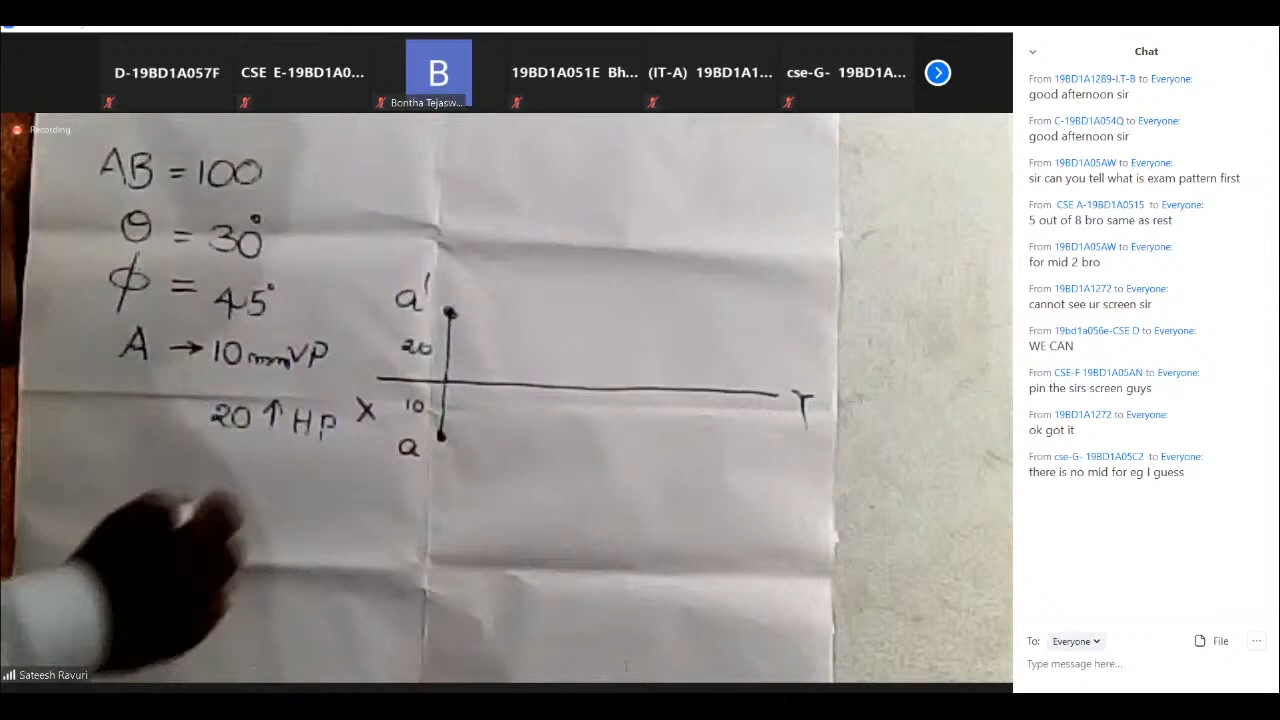 D-19BD1A057F
CSE E-19BD1A0...
B
Bontha Tejasw...
19BD1A051E Bh...
(IT-A) 19BD1A1...
cse-G- 19BD1A...
Recording
AB = 100
θ = 30°
ϕ = 45°
A → 10mm VP
20 ↑ HP
a'
20
X
Y
10
a
Sateesh Ravuri
Chat
From 19BD1A1289-I.T-B to Everyone:
good afternoon sir
From C-19BD1A054Q to Everyone:
good afternoon sir
From 19BD1A05AW to Everyone:
sir can you tell what is exam pattern first
From CSE A-19BD1A0515 to Everyone:
5 out of 8 bro same as rest
From 19BD1A05AW to Everyone:
for mid 2 bro
From 19BD1A1272 to Everyone:
cannot see ur screen sir
From 19bd1a056e-CSE D to Everyone:
WE CAN
From CSE-F 19BD1A05AN to Everyone:
pin the sirs screen guys
From 19BD1A1272 to Everyone:
ok got it
From cse-G- 19BD1A05C2 to Everyone:
there is no mid for eg I guess
To: Everyone
File
...
Type message here...